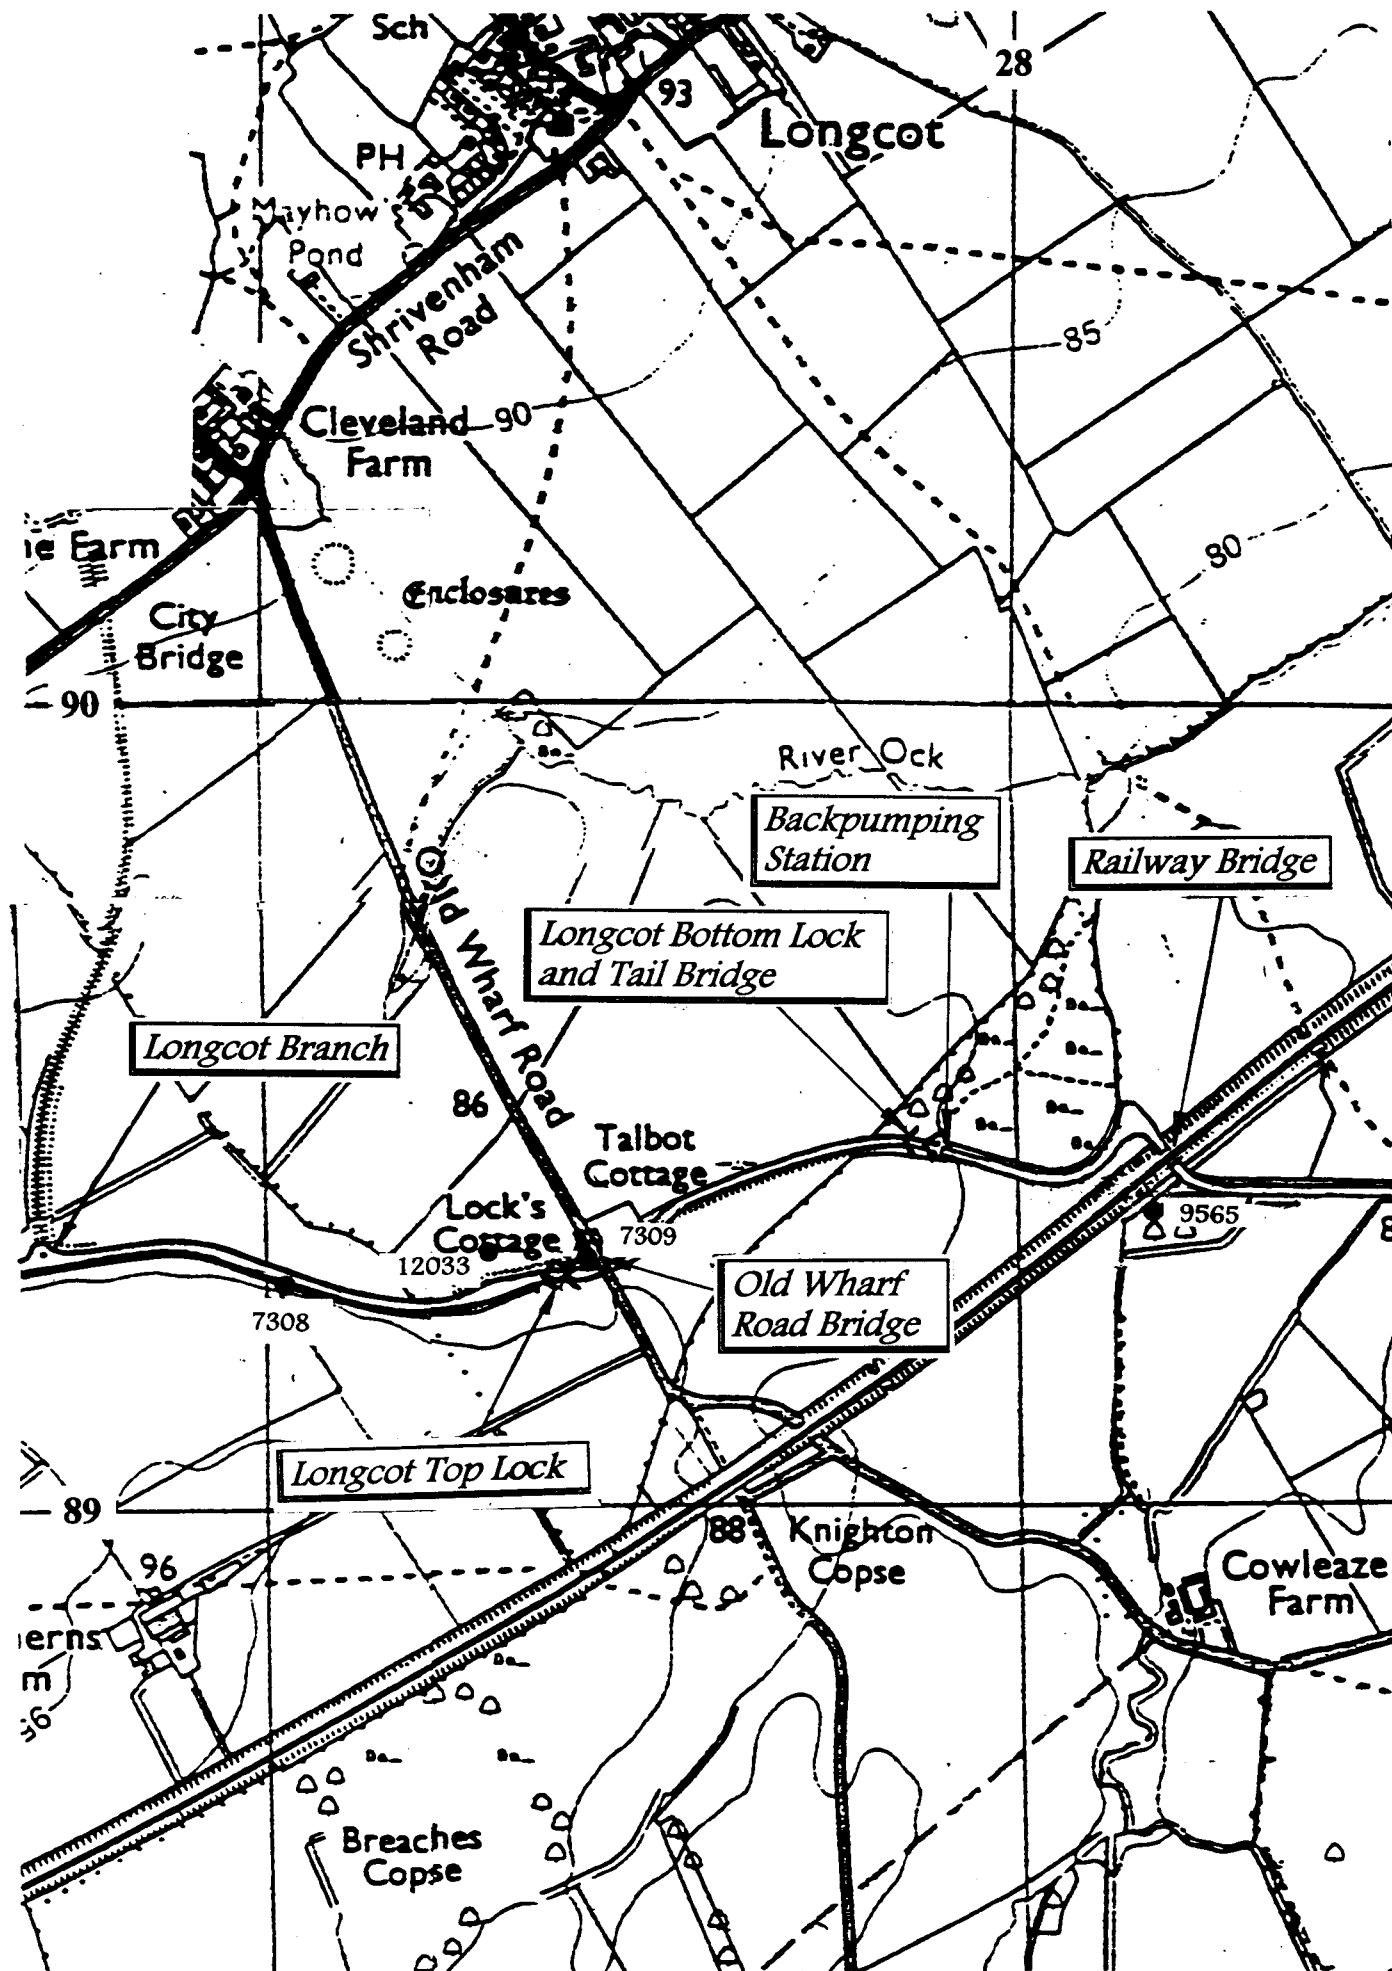 Sch
28
93
Longcot
PH
Mayhow's
Pond
Shrivenham
Road
85
Cleveland
Farm
90
ie Farm
Enclosures
80
City
Bridge
90
River Ock
Backpumping
Station
Railway Bridge
Old Wharf Road
Longcot Bottom Lock
and Tail Bridge
Longcot Branch
86
Talbot
Cottage
Lock's
Cottage
7309
9565
12033
7308
Old Wharf
Road Bridge
Longcot Top Lock
89
88
Knighton
Copse
96
Cowleaze
Farm
erns
m
Breaches
Copse